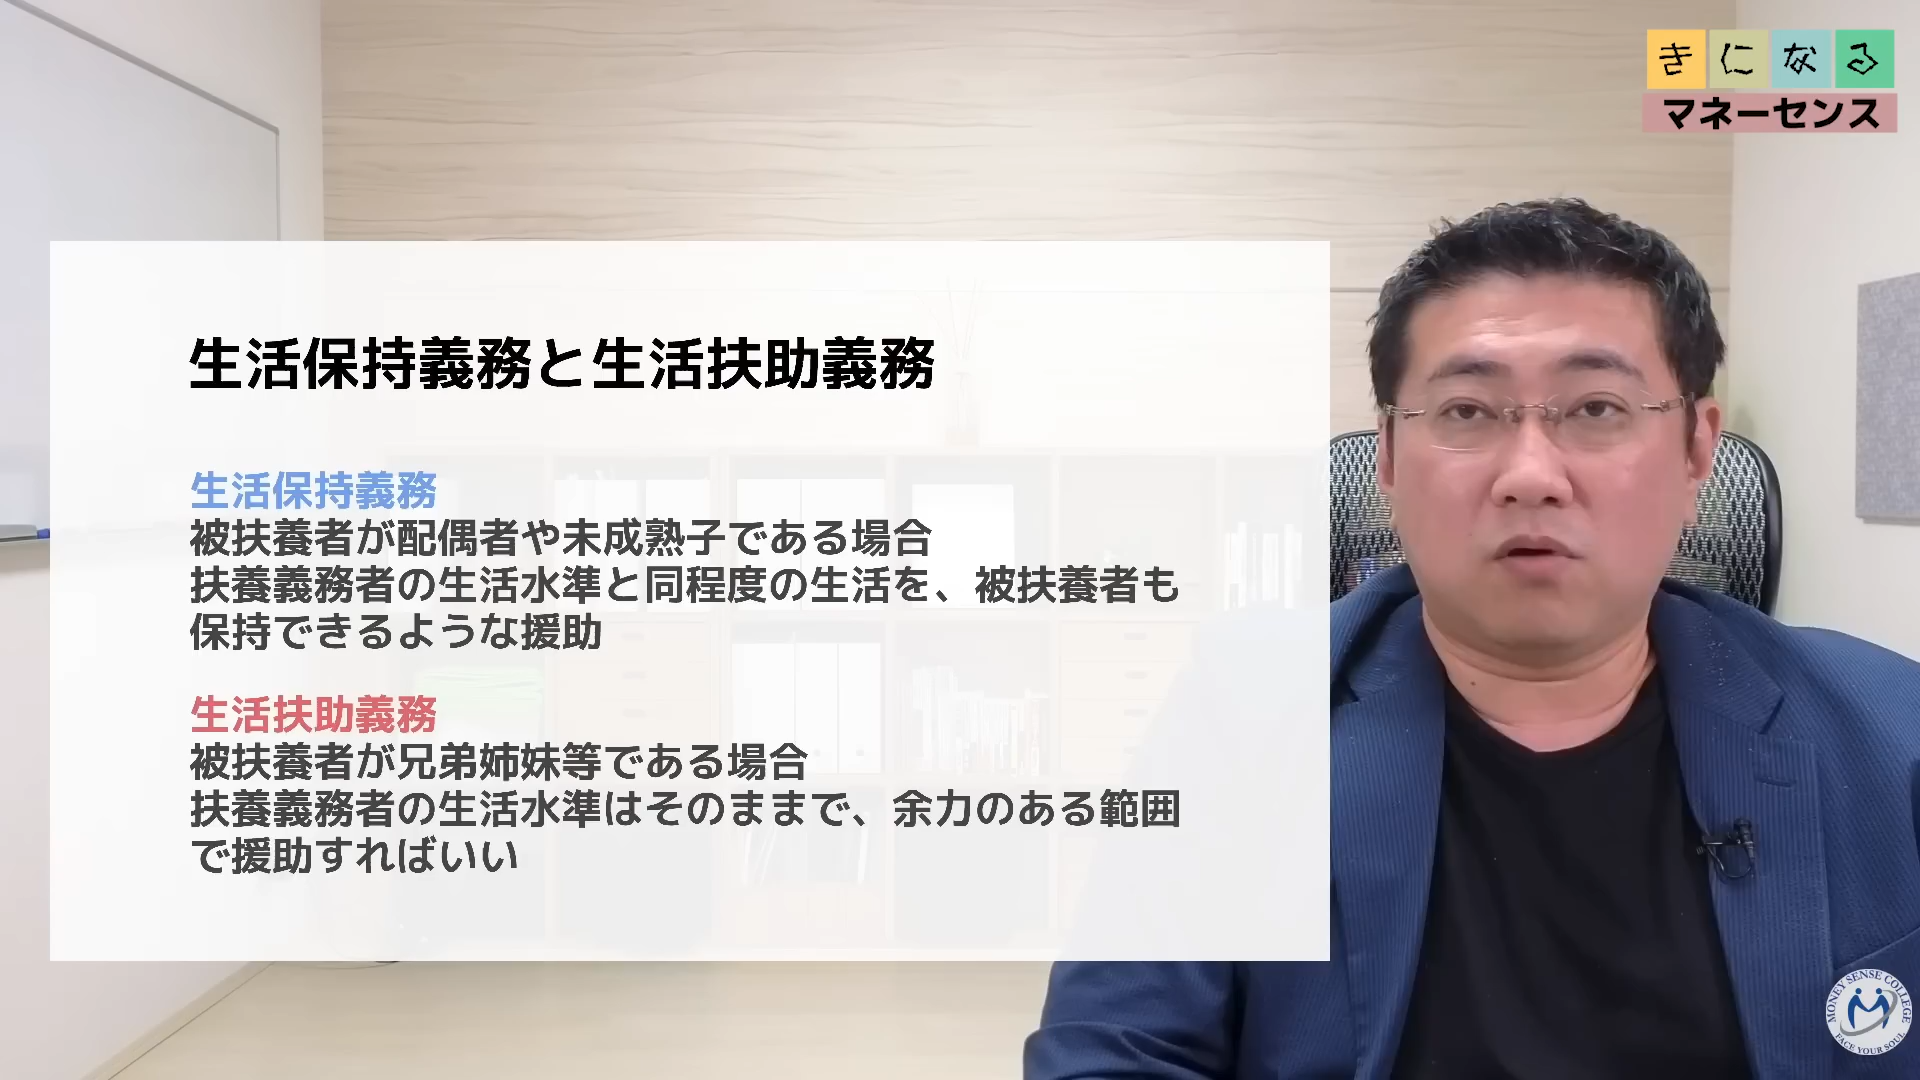 きになる
マネーセンス
生活保持義務と生活扶助義務
生活保持義務
被扶養者が配偶者や未成熟子である場合
扶養義務者の生活水準と同程度の生活を、被扶養者も
保持できるような援助
生活扶助義務
被扶養者が兄弟姉妹等である場合
扶養義務者の生活水準はそのままで、余力のある範囲
で援助すればいい
MONEY SENSE COLLEGE
FACE YOUR SOUL